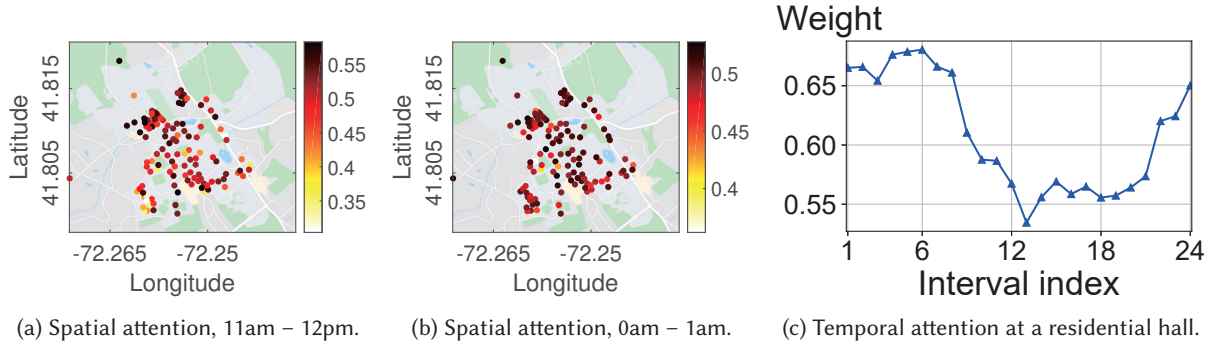 Latitude
41.815
41.805
-72.265
-72.25
Longitude
0.55
0.5
0.45
0.4
0.35
(a) Spatial attention, 11am – 12pm.
Latitude
41.815
41.805
-72.265
-72.25
Longitude
0.5
0.45
0.4
(b) Spatial attention, 0am – 1am.
Weight
0.65
0.60
0.55
1
6
12
18
24
Interval index
(c) Temporal attention at a residential hall.